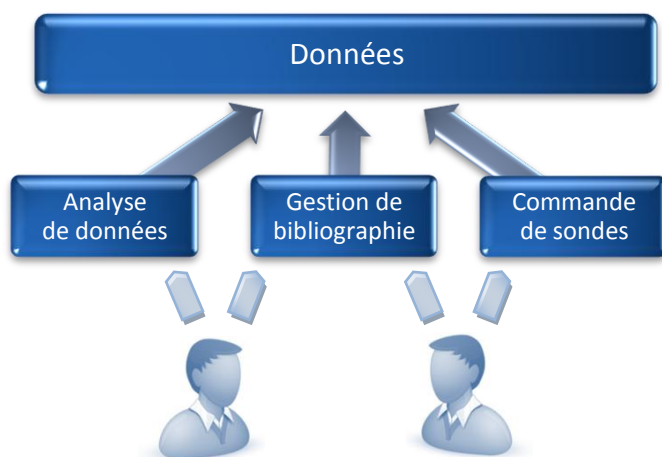 Données
Analyse
de données
Gestion de
bibliographie
Commande
de sondes